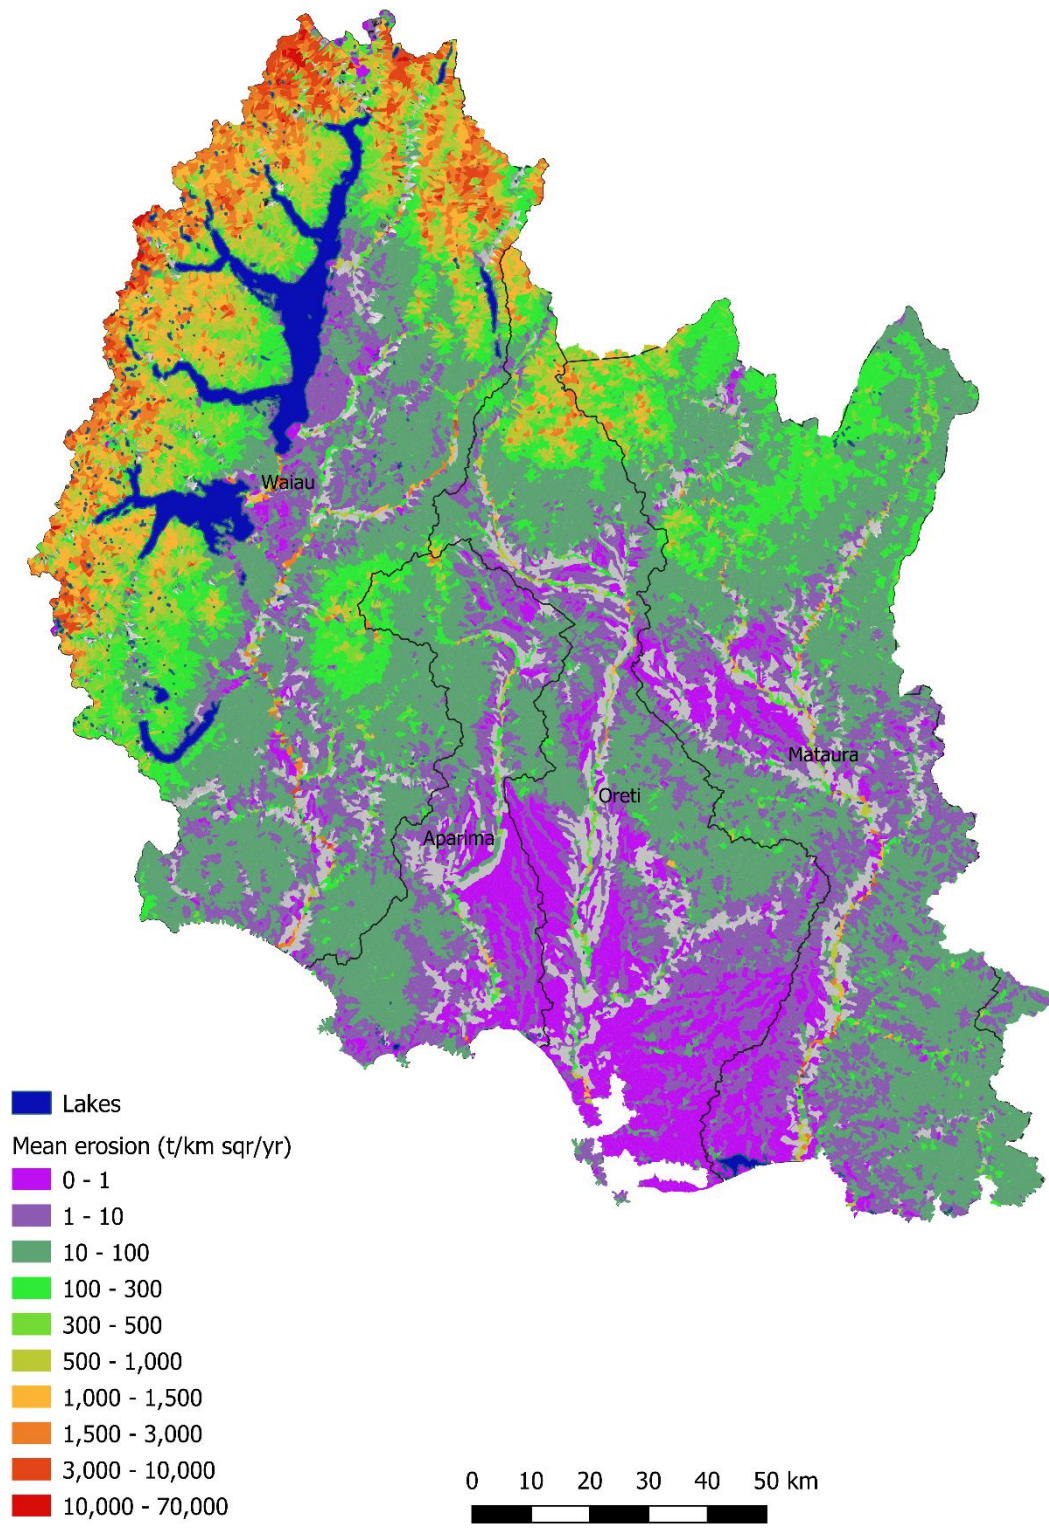 Waiau
Mataura
Oreti
Aparima
Lakes
Mean erosion (t/km sqr/yr)
0 - 1
1 - 10
10 - 100
100 - 300
300 - 500
500 - 1,000
1,000 - 1,500
1,500 - 3,000
3,000 - 10,000
10,000 - 70,000
0 10 20 30 40 50 km